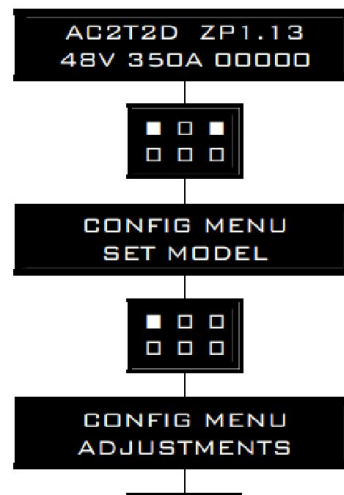 AC2T2D ZP1.13
48V 350A 00000
CONFIG MENU
SET MODEL
CONFIG MENU
ADJUSTMENTS